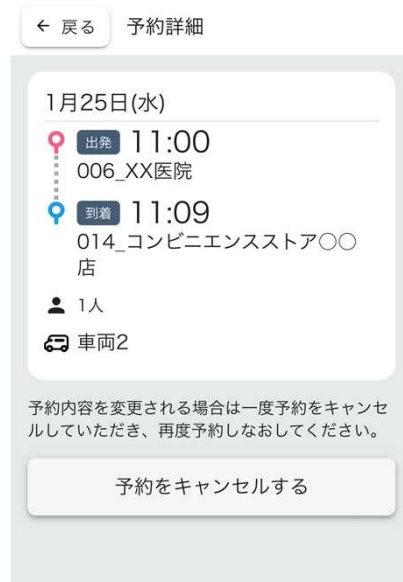 ← 戻る 予約詳細
1月25日(水)
出発 11:00
006_XX医院
到着 11:09
014_コンビニエンスストア○○
店
1人
車両2
予約内容を変更される場合は一度予約をキャンセ
ルしていただき、再度予約しなおしてください。
予約をキャンセルする